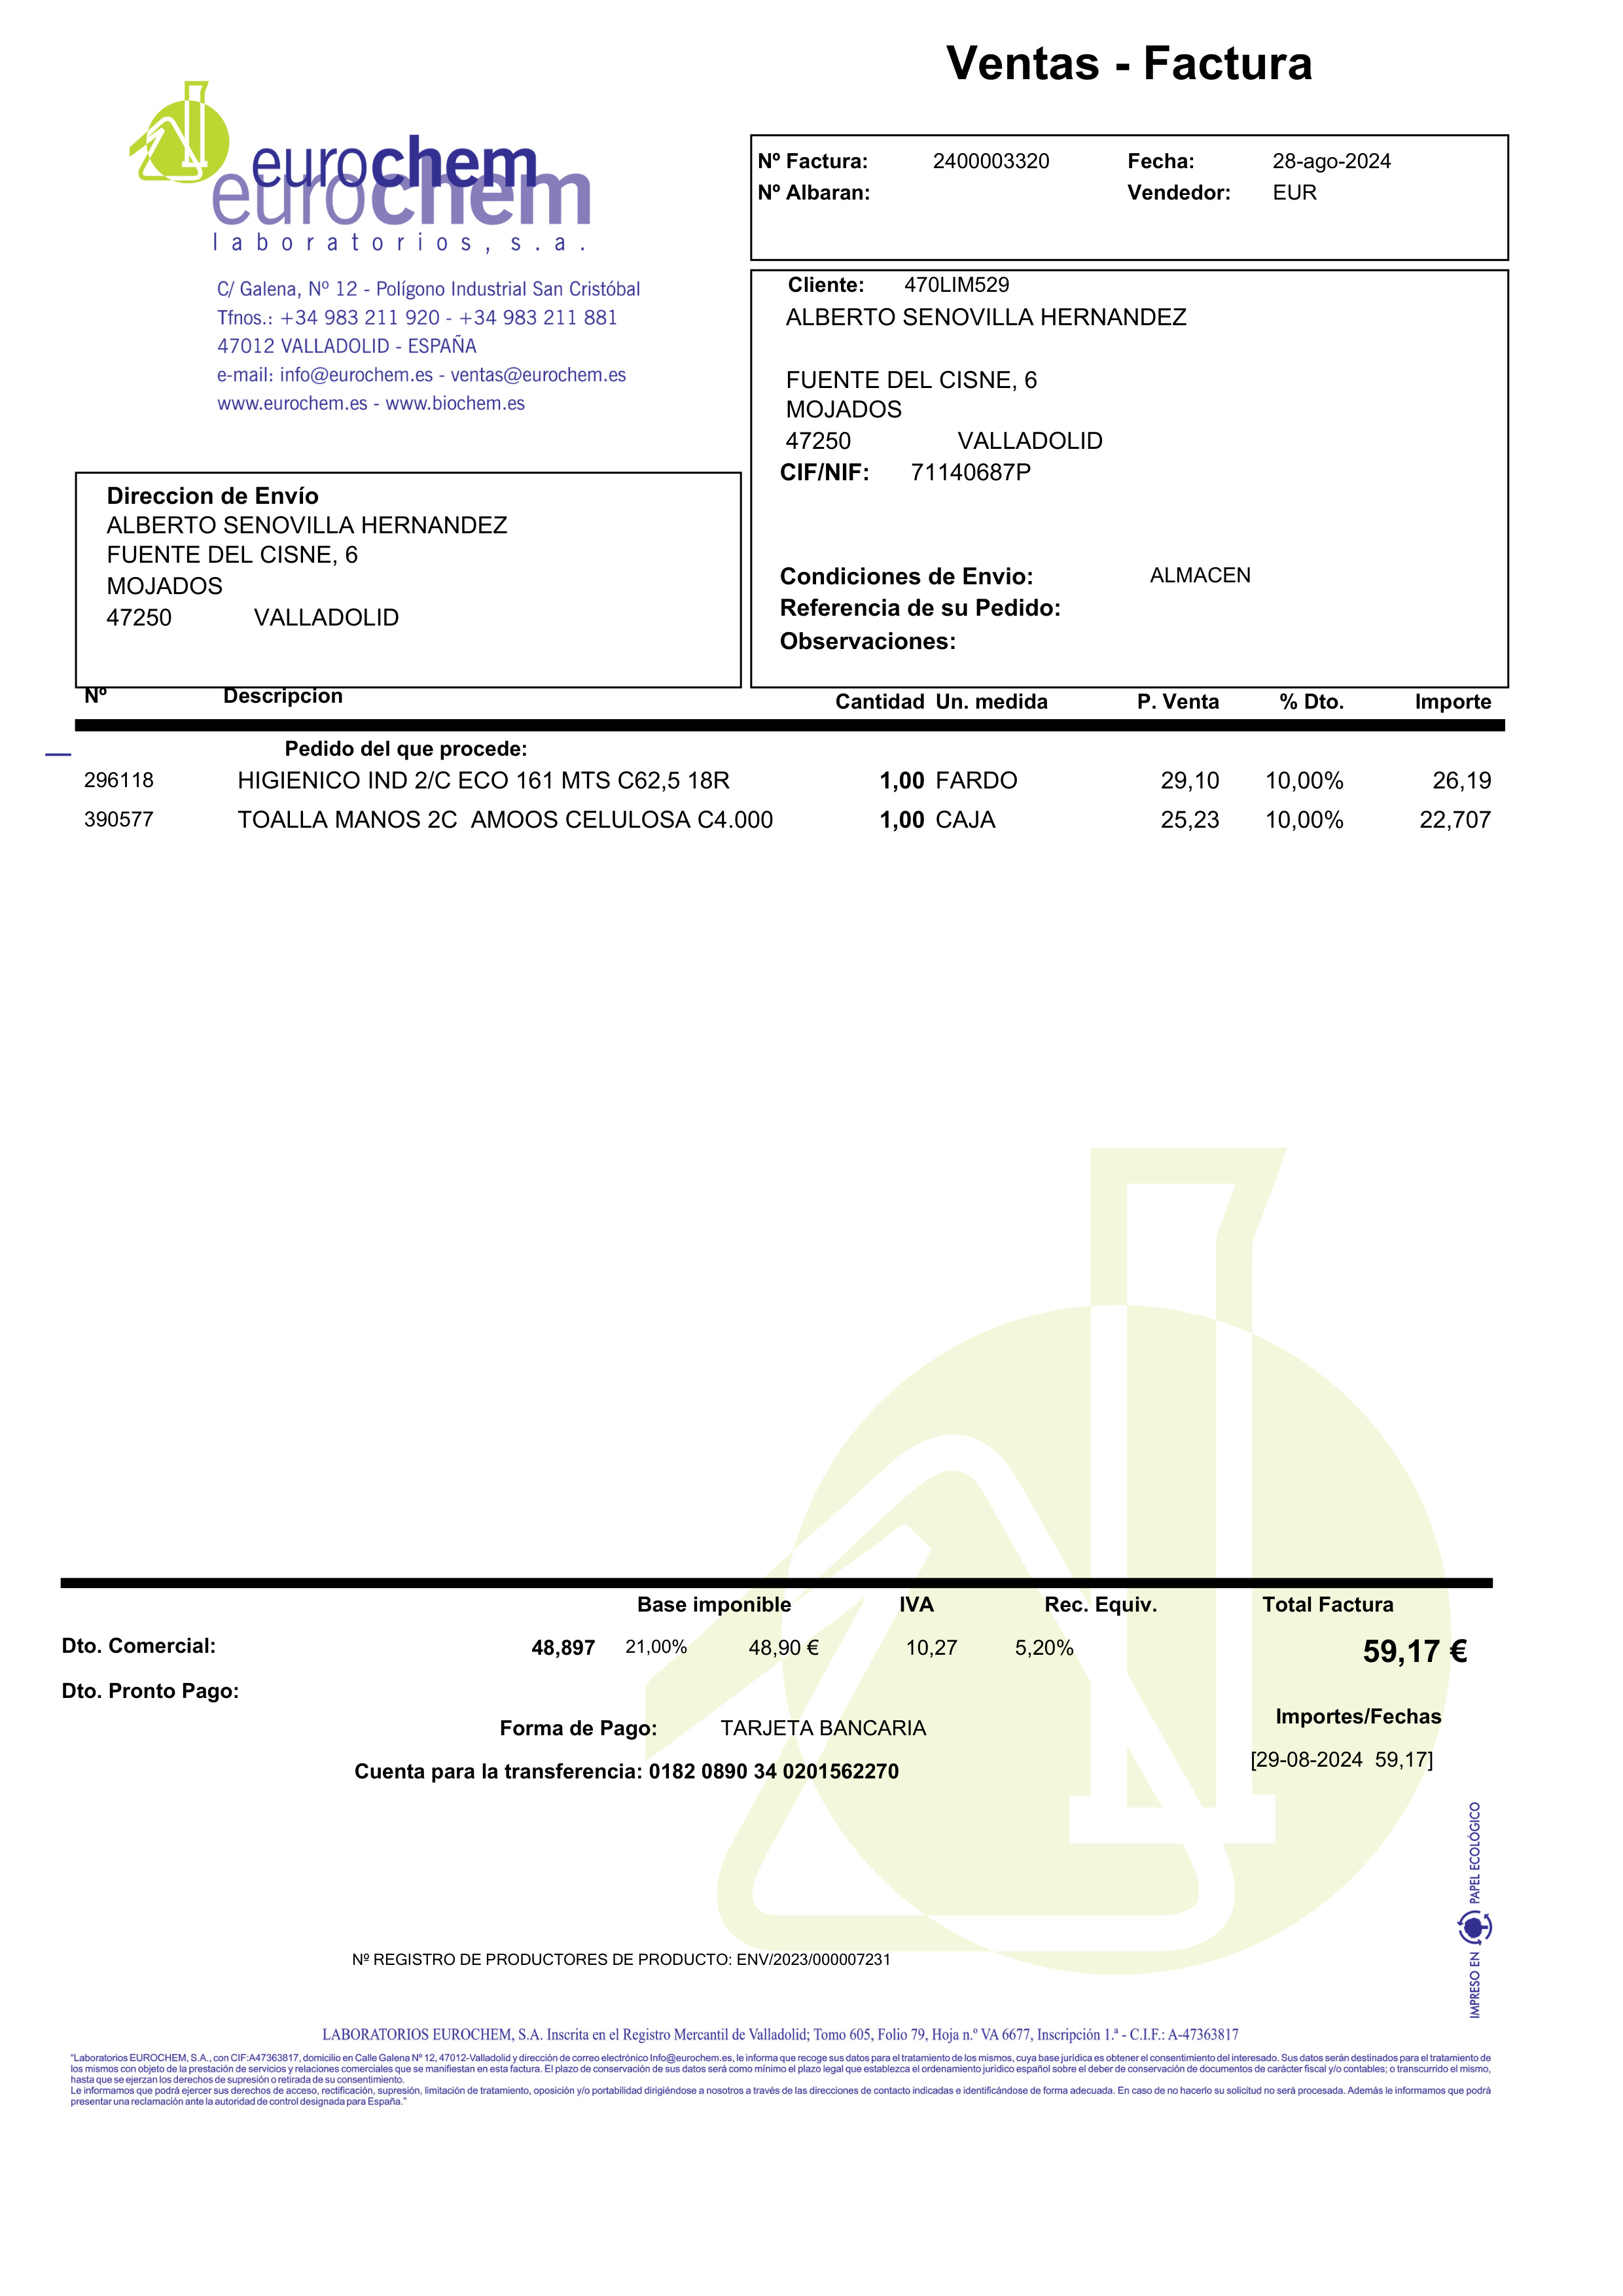 Ventas - Factura
eurochem
eurochem
laboratorios, s.a.
C/ Galena, Nº 12 - Polígono Industrial San Cristóbal
Tfnos.: +34 983 211 920 - +34 983 211 881
47012 VALLADOLID - ESPAÑA
e-mail: info@eurochem.es - ventas@eurochem.es
www.eurochem.es - www.biochem.es
Nº Factura: 2400003320 Fecha: 28-ago-2024
Nº Albaran: Vendedor: EUR
Cliente: 470LIM529
ALBERTO SENOVILLA HERNANDEZ
FUENTE DEL CISNE, 6
MOJADOS
47250 VALLADOLID
CIF/NIF: 71140687P
Condiciones de Envio: ALMACEN
Referencia de su Pedido:
Observaciones:
Direccion de Envío
ALBERTO SENOVILLA HERNANDEZ
FUENTE DEL CISNE, 6
MOJADOS
47250 VALLADOLID
Nº Descripcion Cantidad Un. medida P. Venta % Dto. Importe
Pedido del que procede:
296118 HIGIENICO IND 2/C ECO 161 MTS C62,5 18R 1,00 FARDO 29,10 10,00% 26,19
390577 TOALLA MANOS 2C AMOOS CELULOSA C4.000 1,00 CAJA 25,23 10,00% 22,707
Base imponible IVA Rec. Equiv. Total Factura
Dto. Comercial: 48,897 21,00% 48,90 € 10,27 5,20% 59,17 €
Dto. Pronto Pago:
Importes/Fechas
Forma de Pago: TARJETA BANCARIA
[29-08-2024 59,17]
Cuenta para la transferencia: 0182 0890 34 0201562270
IMPRESO EN PAPEL ECOLÓGICO
Nº REGISTRO DE PRODUCTORES DE PRODUCTO: ENV/2023/000007231
LABORATORIOS EUROCHEM, S.A. Inscrita en el Registro Mercantil de Valladolid; Tomo 605, Folio 79, Hoja n.º VA 6677, Inscripción 1.ª - C.I.F.: A-47363817
“Laboratorios EUROCHEM, S.A., con CIF:A47363817, domicilio en Calle Galena Nº 12, 47012-Valladolid y dirección de correo electrónico Info@eurochem.es, le informa que recoge sus datos para el tratamiento de los mismos, cuya base jurídica es obtener el consentimiento del interesado. Sus datos serán destinados para el tratamiento de
los mismos con objeto de la prestación de servicios y relaciones comerciales que se manifiestan en esta factura. El plazo de conservación de sus datos será como mínimo el plazo legal que establezca el ordenamiento jurídico español sobre el deber de conservación de documentos de carácter fiscal y/o contables; o transcurrido el mismo,
hasta que se ejerzan los derechos de supresión o retirada de su consentimiento.
Le informamos que podrá ejercer sus derechos de acceso, rectificación, supresión, limitación de tratamiento, oposición y/o portabilidad dirigiéndose a nosotros a través de las direcciones de contacto indicadas e identificándose de forma adecuada. En caso de no hacerlo su solicitud no será procesada. Además le informamos que podrá
presentar una reclamación ante la autoridad de control designada para España.”